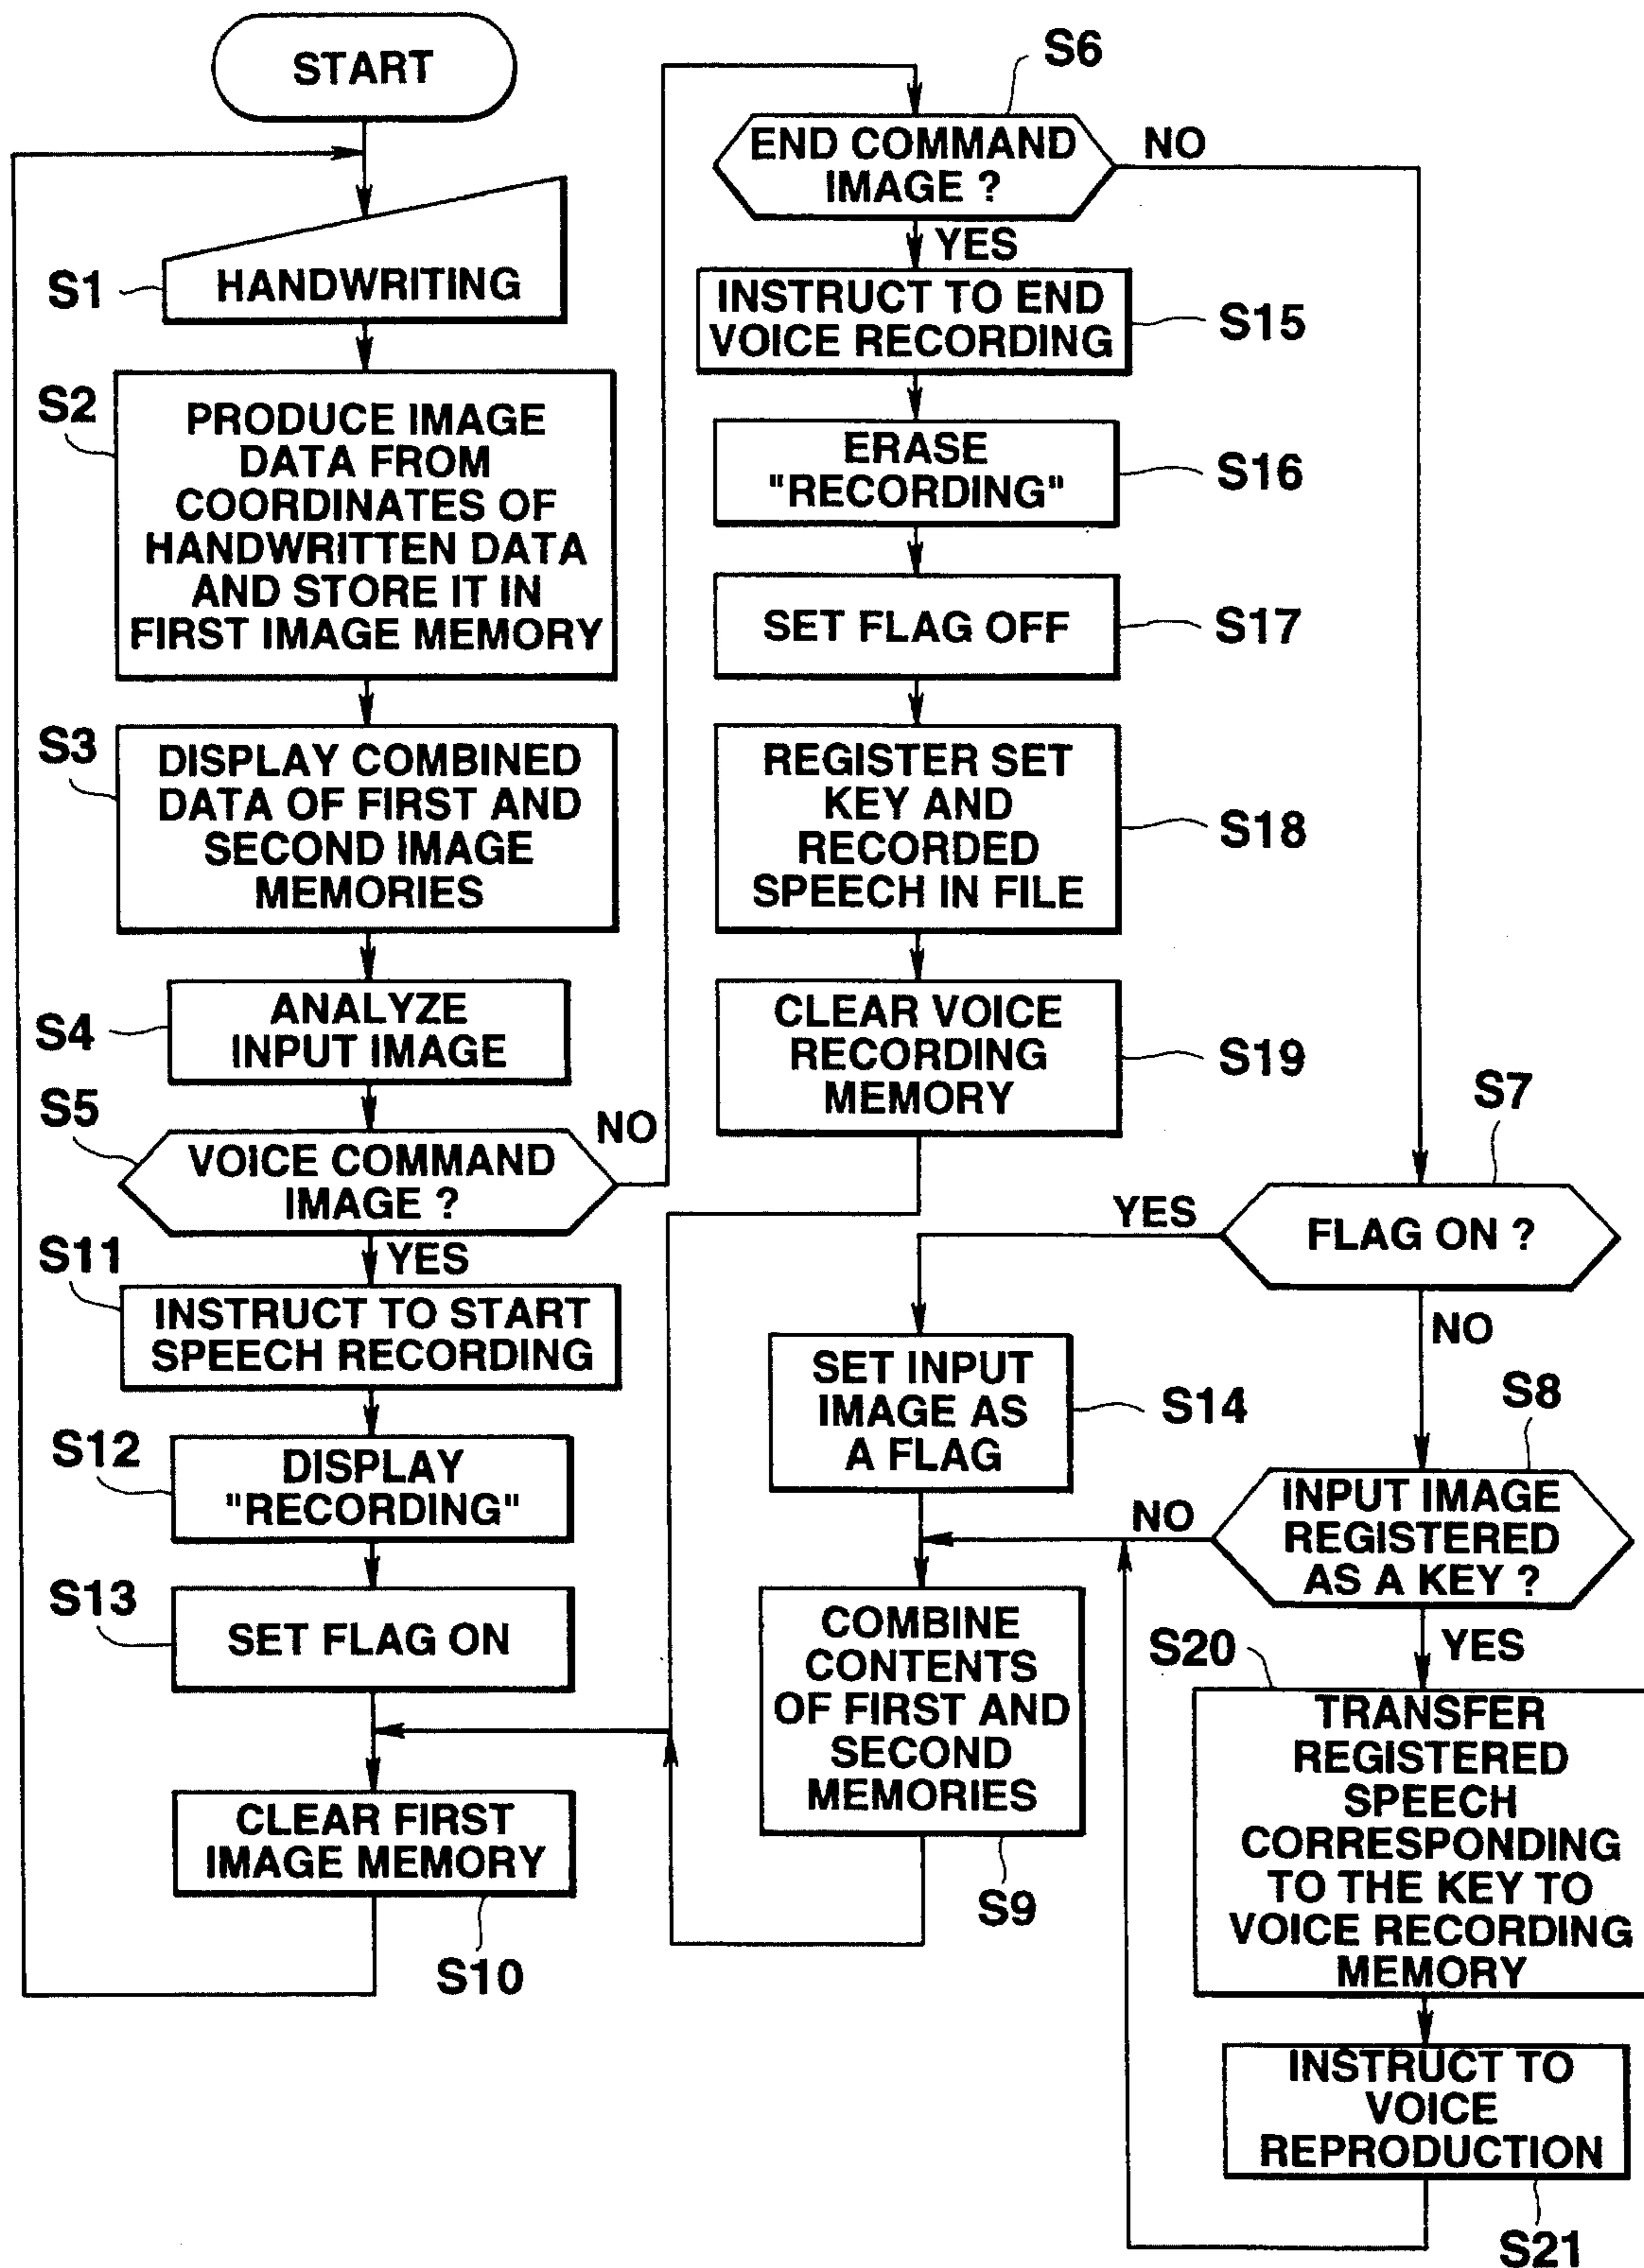 START
S1
HANDWRITING
S2
PRODUCE IMAGE
DATA FROM
COORDINATES OF
HANDWRITTEN DATA
AND STORE IT IN
FIRST IMAGE MEMORY
S3
DISPLAY COMBINED
DATA OF FIRST AND
SECOND IMAGE
MEMORIES
S4
ANALYZE
INPUT IMAGE
S5
VOICE COMMAND
IMAGE ?
NO
YES
S11
INSTRUCT TO START
SPEECH RECORDING
S12
DISPLAY
"RECORDING"
S13
SET FLAG ON
CLEAR FIRST
IMAGE MEMORY
S10
S6
END COMMAND
IMAGE ?
NO
YES
INSTRUCT TO END
VOICE RECORDING
S15
ERASE
"RECORDING"
S16
SET FLAG OFF
S17
REGISTER SET
KEY AND
RECORDED
SPEECH IN FILE
S18
CLEAR VOICE
RECORDING
MEMORY
S19
S7
FLAG ON ?
YES
NO
SET INPUT
IMAGE AS
A FLAG
S14
S8
INPUT IMAGE
REGISTERED
AS A KEY ?
NO
YES
COMBINE
CONTENTS
OF FIRST AND
SECOND
MEMORIES
S9
S20
TRANSFER
REGISTERED
SPEECH
CORRESPONDING
TO THE KEY TO
VOICE RECORDING
MEMORY
INSTRUCT TO
VOICE
REPRODUCTION
S21